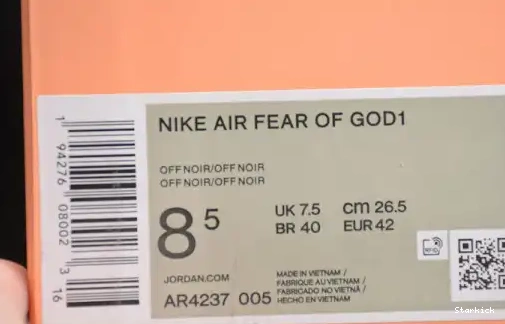 NIKE AIR FEAR OF GOD1
OFF NOIR/OFF NOIR
OFF NOIR/OFF NOIR
8 5
UK 7.5 cm 26.5
BR 40 EUR 42
JORDAN.COM
AR4237 005
MADE IN VIETNAM /
FABRIQUE AU VIETNAM /
FABRICADO NO VIETNÃ /
HECHO EN VIETNAM
RFID
1 94276 08002 3 16
Starkich